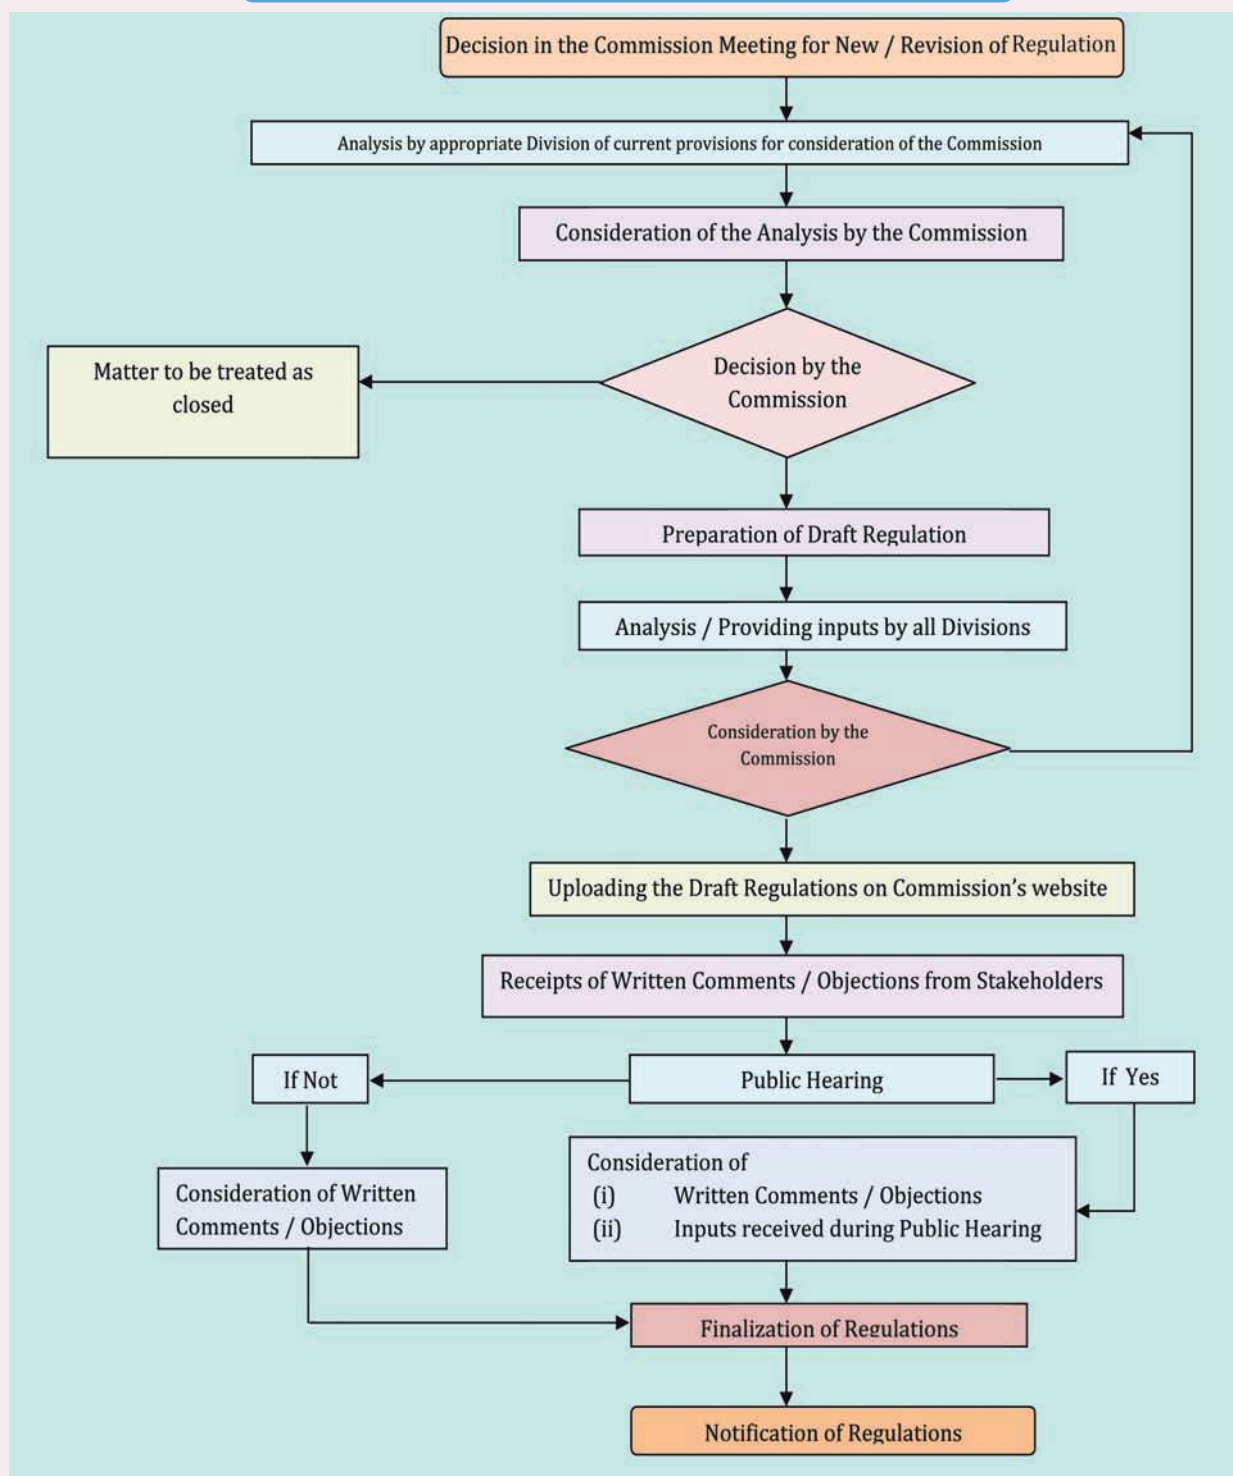 Decision in the Commission Meeting for New / Revision of Regulation
Analysis by appropriate Division of current provisions for consideration of the Commission
Consideration of the Analysis by the Commission
Decision by the
Commission
Matter to be treated as
closed
Preparation of Draft Regulation
Analysis / Providing inputs by all Divisions
Consideration by the
Commission
Uploading the Draft Regulations on Commission’s website
Receipts of Written Comments / Objections from Stakeholders
If Not
Public Hearing
If Yes
Consideration of Written
Comments / Objections
Consideration of
(i) Written Comments / Objections
(ii) Inputs received during Public Hearing
Finalization of Regulations
Notification of Regulations